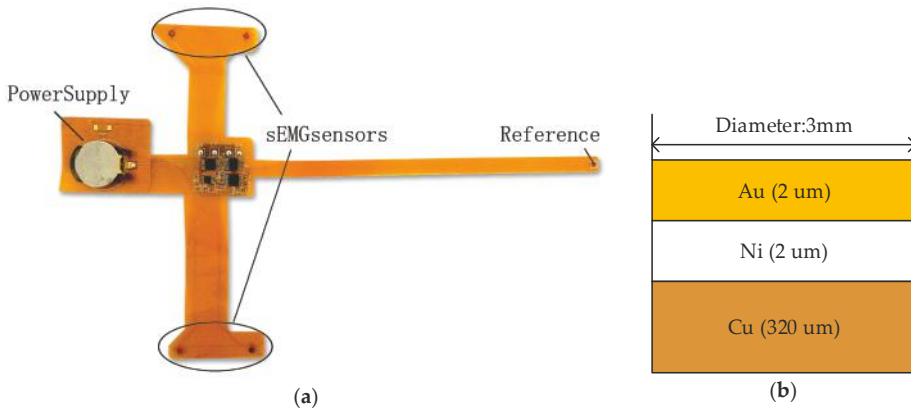 PowerSupply
sEMGsensors
Reference
(a)
Diameter:3mm
Au (2 um)
Ni (2 um)
Cu (320 um)
(b)